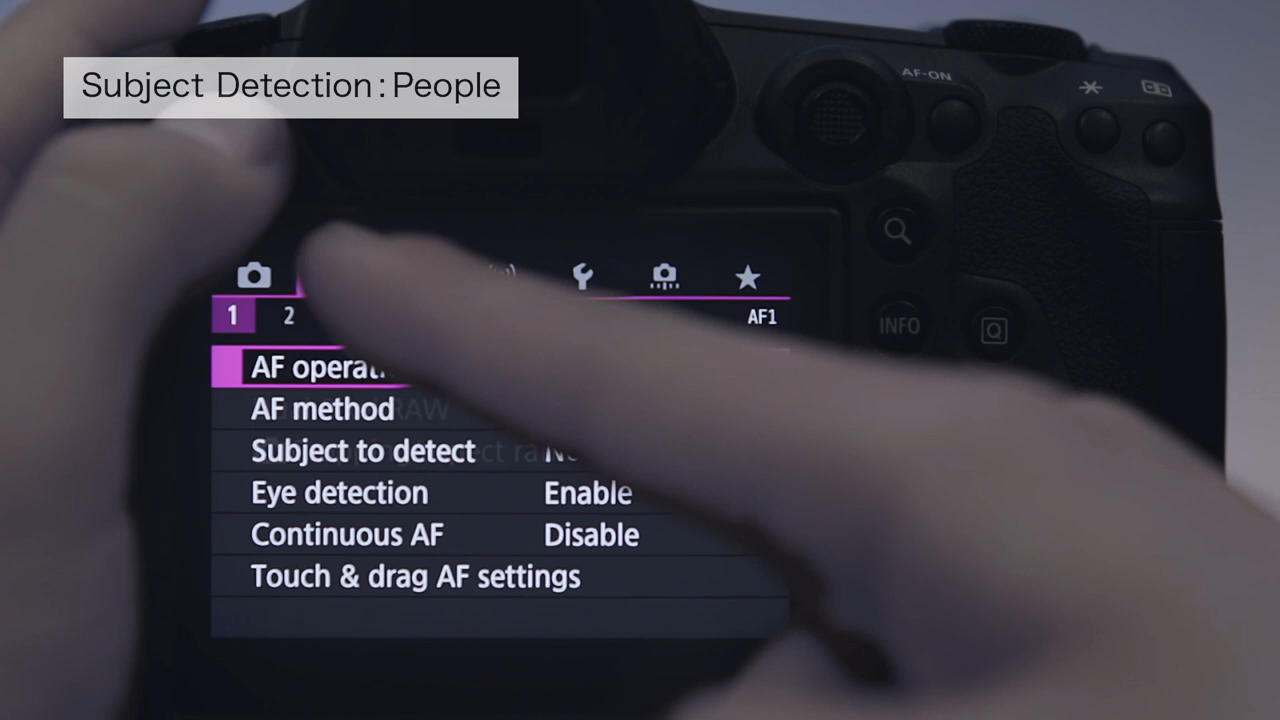 Subject Detection : People
AF-ON
INFO
Q
1 2 AF1
AF
AF method
Subject to detect
Eye detection Enable
Continuous AF Disable
Touch & drag AF settings